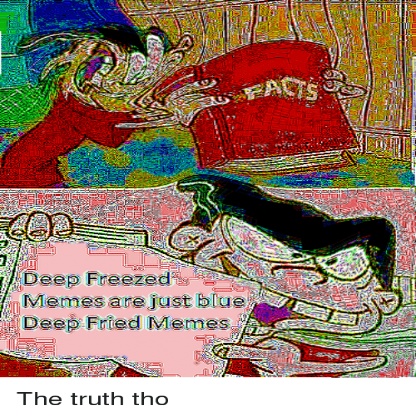 FACTS
Deep Freezed
Memes are just blue
Deep Fried Memes
The truth tho